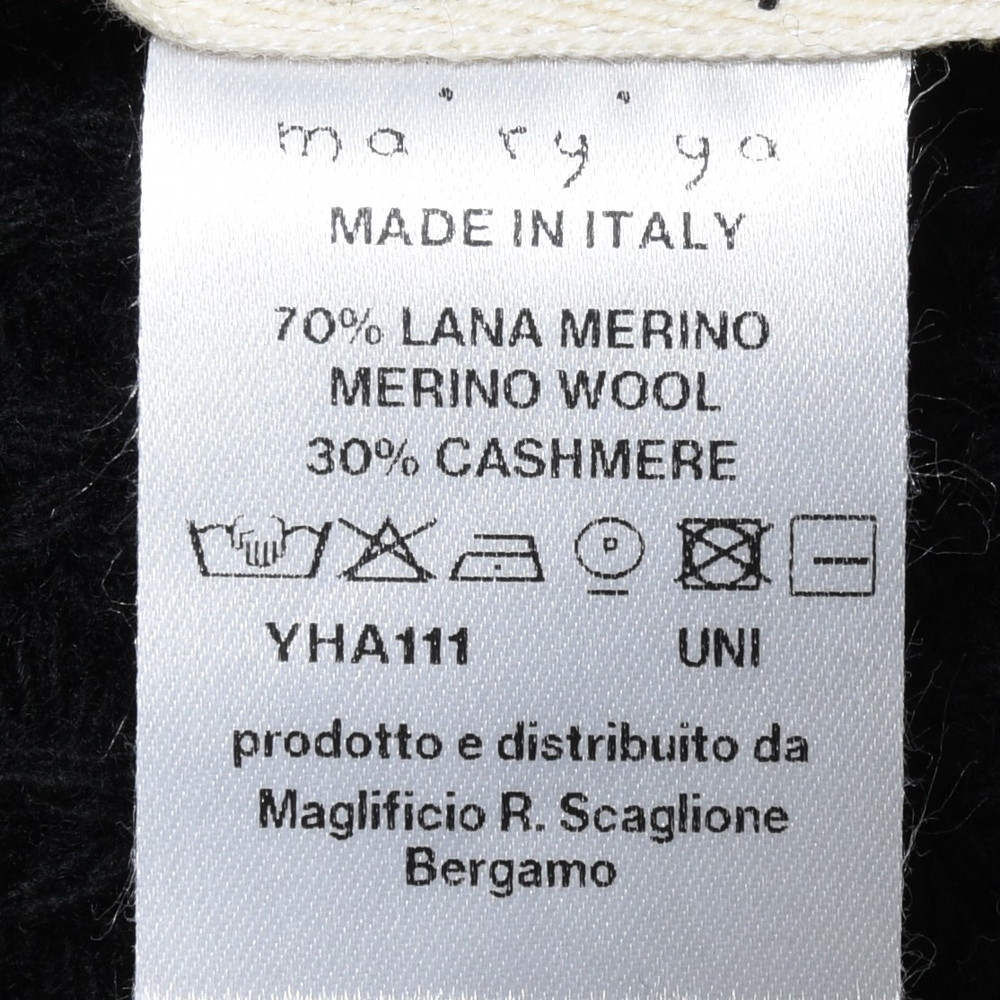 ma'ry'ya
MADE IN ITALY
70% LANA MERINO
MERINO WOOL
30% CASHMERE
P
YHA111 UNI
prodotto e distribuito da
Maglificio R. Scaglione
Bergamo